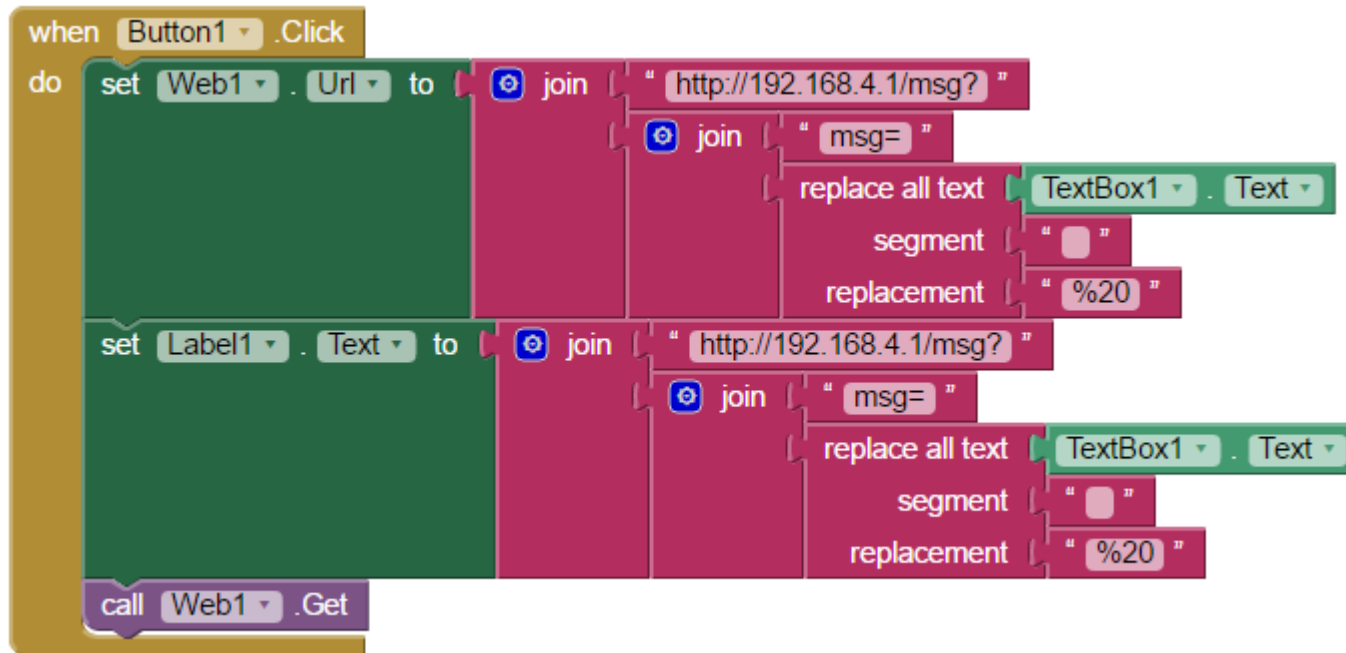 when Button1 .Click
do set Web1 . Url to join “ http://192.168.4.1/msg? ”
join “ msg= ”
replace all text TextBox1 . Text
segment “ ”
replacement “ %20 ”
set Label1 . Text to join “ http://192.168.4.1/msg? ”
join “ msg= ”
replace all text TextBox1 . Text
segment “ ”
replacement “ %20 ”
call Web1 .Get